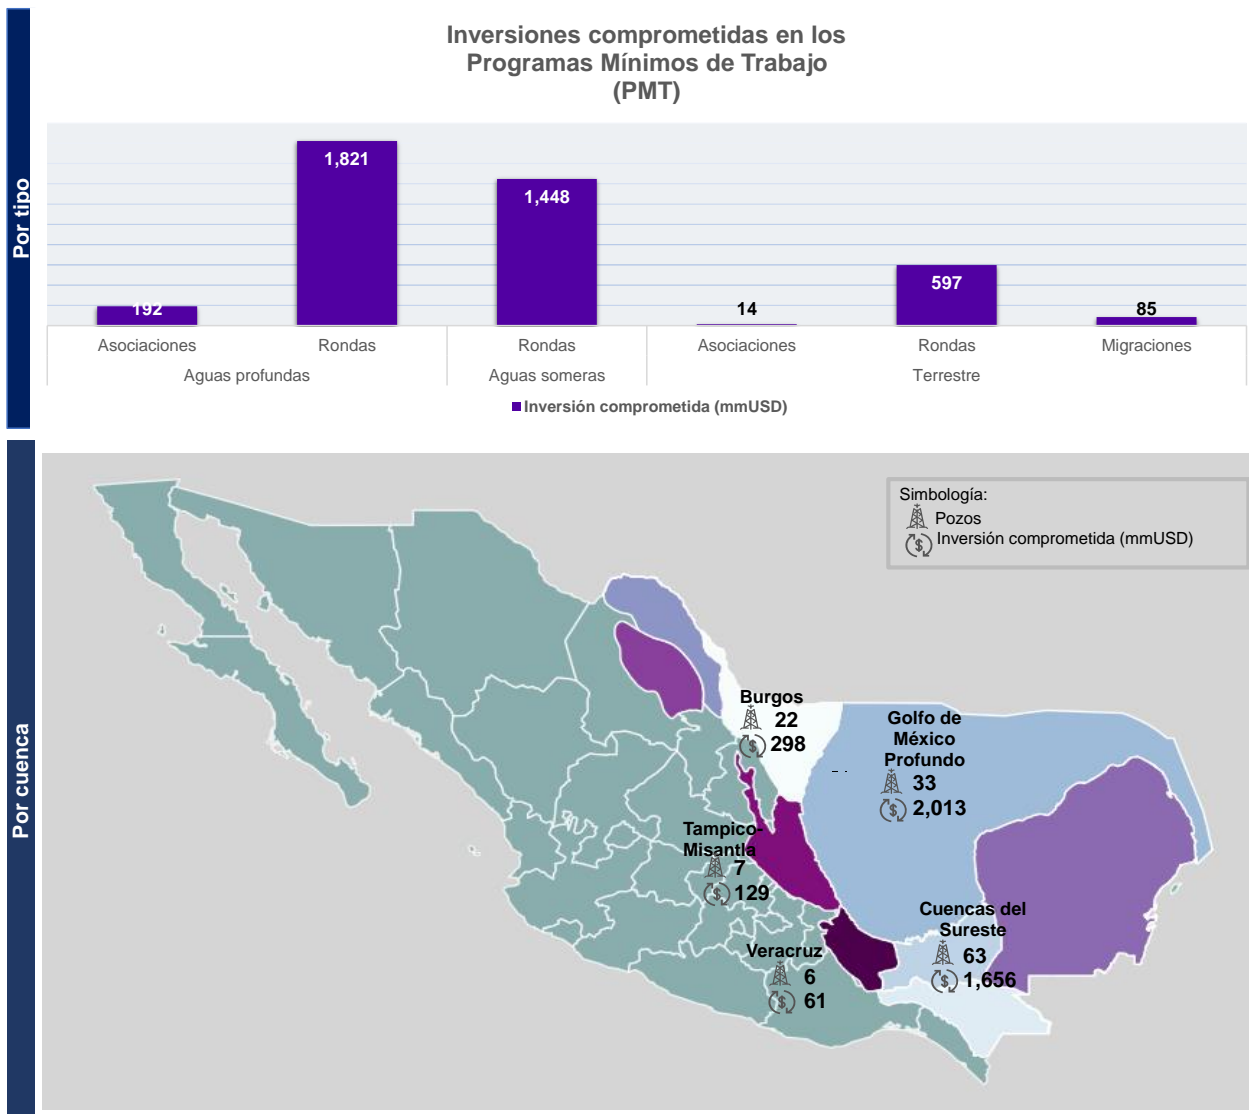 Inversiones comprometidas en los
Programas Mínimos de Trabajo
(PMT)
Por tipo
1,821
1,448
192
14
597
85
Asociaciones
Rondas
Rondas
Asociaciones
Rondas
Migraciones
Aguas profundas
Aguas someras
Terrestre
Inversión comprometida (mmUSD)
Por cuenca
Simbología:
Pozos
Inversión comprometida (mmUSD)
Burgos
22
298
Golfo de
México
Profundo
33
2,013
Tampico-
Misantla
7
129
Cuencas del
Sureste
63
1,656
Veracruz
6
61